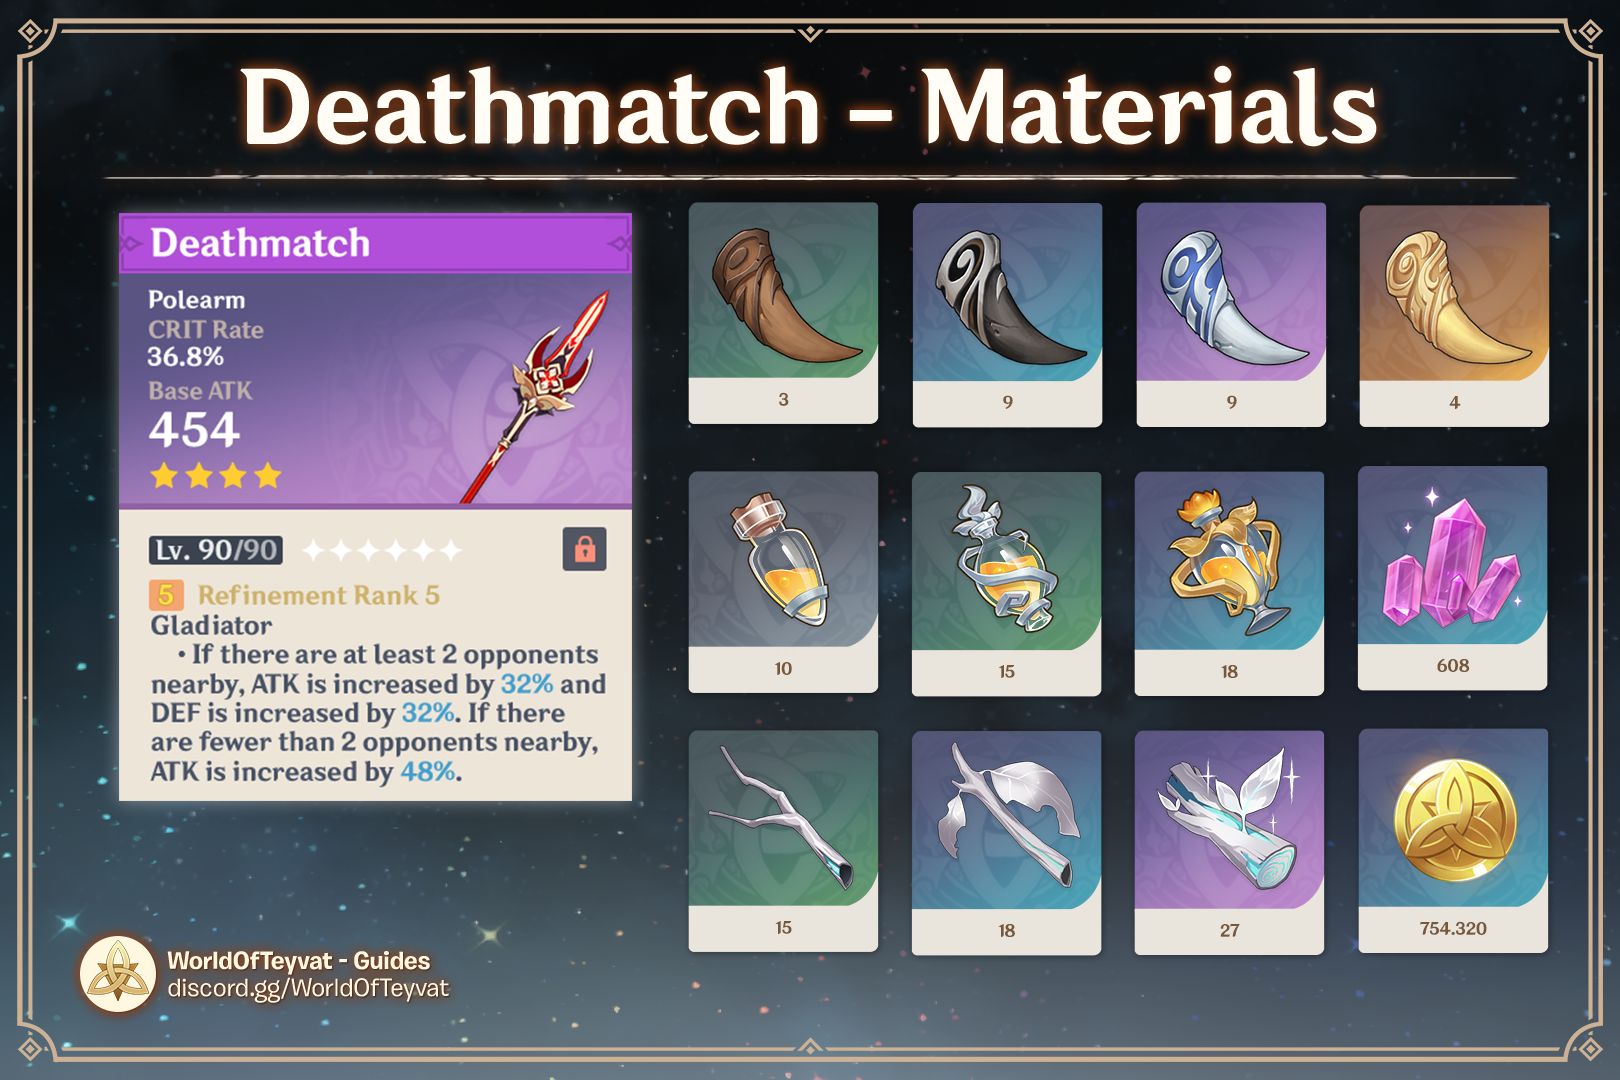 Deathmatch - Materials
Deathmatch
Polearm
CRIT Rate
36.8%
Base ATK
454
Lv. 90/90
5 Refinement Rank 5
Gladiator
• If there are at least 2 opponents
nearby, ATK is increased by 32% and
DEF is increased by 32%. If there
are fewer than 2 opponents nearby,
ATK is increased by 48%.
3
9
9
4
10
15
18
608
15
18
27
754.320
WorldOfTeyvat - Guides
discord.gg/WorldOfTeyvat